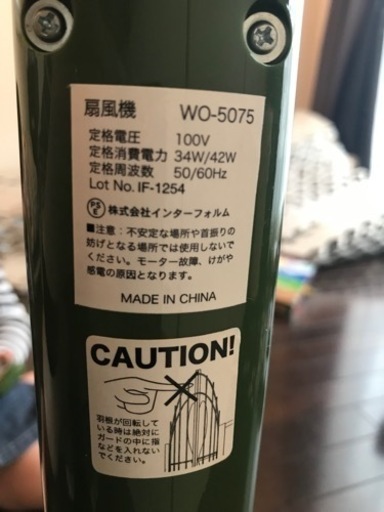 扇風機 WO-5075
定格電圧 100V
定格消費電力 34W/42W
定格周波数 50/60Hz
Lot No. IF-1254
PSE 株式会社インターフォルム
■注意：不安定な場所や首振りの
妨げとなる場所では使用しないで
ください。モーター故障、けがや
感電の原因となります。
MADE IN CHINA
CAUTION!
羽根が回転して
いる時は絶対に
ガードの中に指
などを入れない
でください。